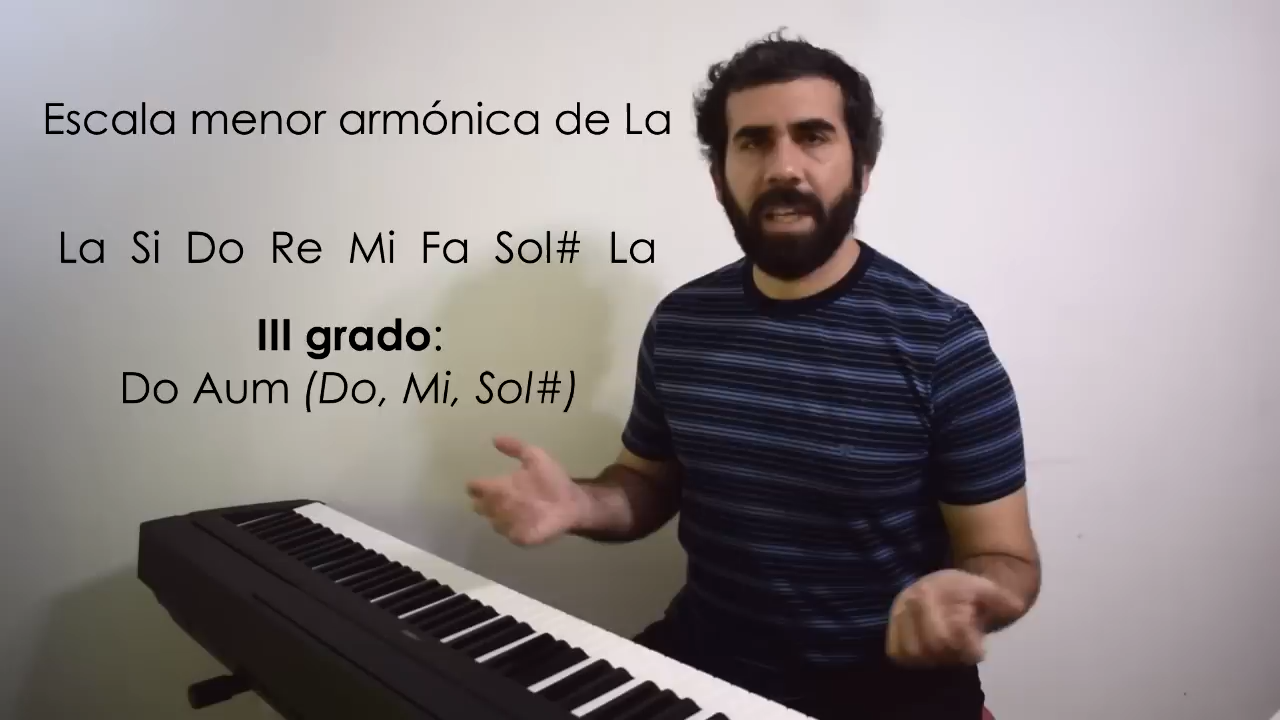 Escala menor armónica de La
La Si Do Re Mi Fa Sol# La
III grado:
Do Aum (Do, Mi, Sol#)